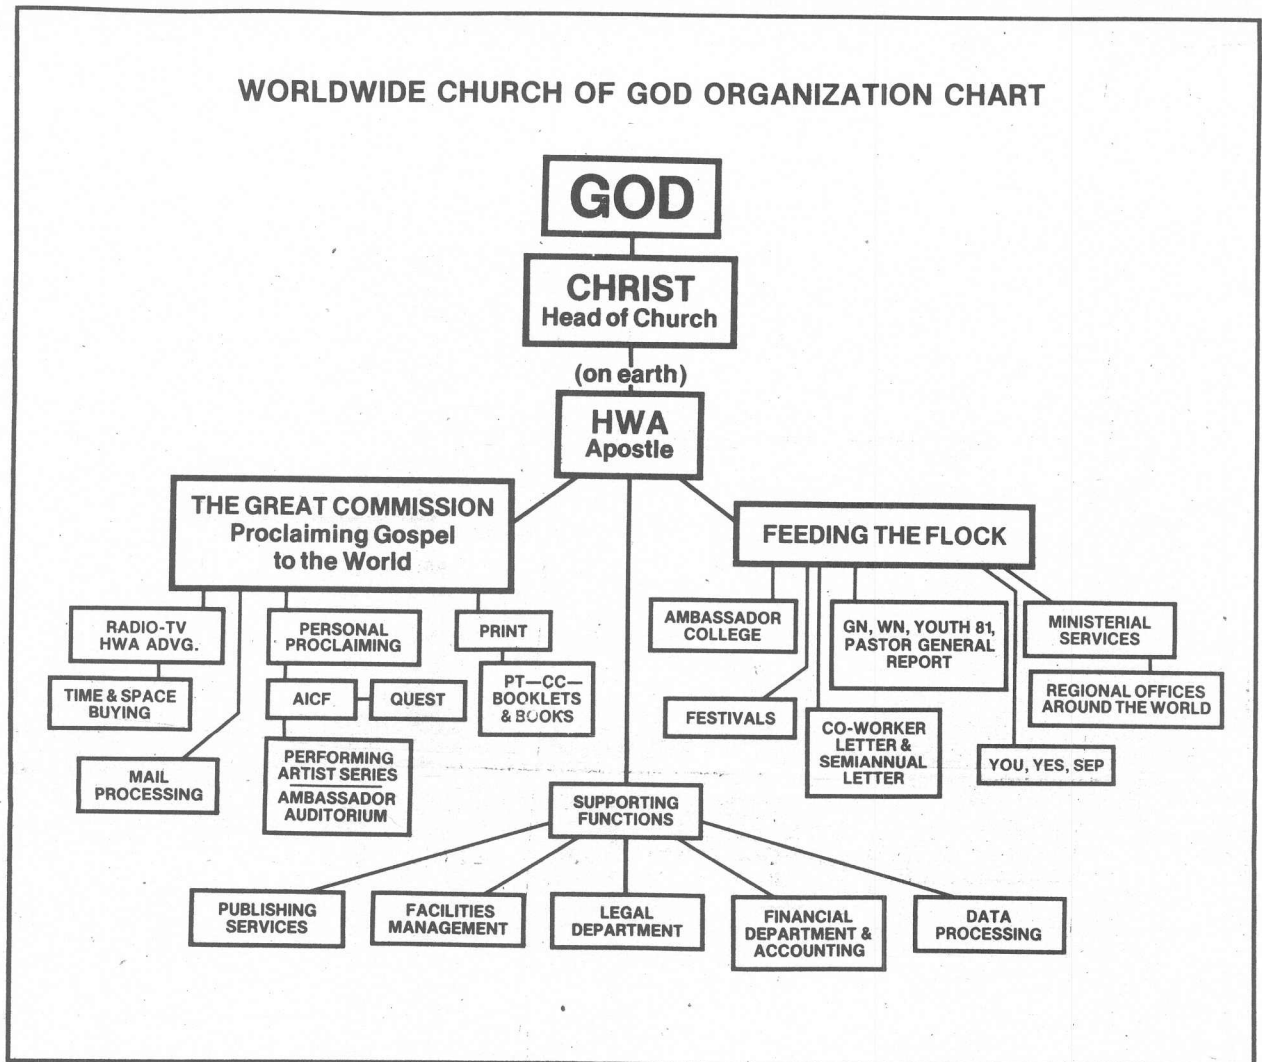 WORLDWIDE CHURCH OF GOD ORGANIZATION CHART
GOD
CHRIST
Head of Church
(on earth)
HWA
Apostle
THE GREAT COMMISSION
Proclaiming Gospel
to the World
FEEDING THE FLOCK
RADIO-TV
HWA ADVG.
TIME & SPACE
BUYING
MAIL
PROCESSING
PERSONAL
PROCLAIMING
AICF
QUEST
PERFORMING
ARTIST SERIES
AMBASSADOR
AUDITORIUM
PRINT
PT—CC—
BOOKLETS
& BOOKS
AMBASSADOR
COLLEGE
FESTIVALS
CO-WORKER
LETTER &
SEMIANNUAL
LETTER
GN, WN, YOUTH 81,
PASTOR GENERAL
REPORT
YOU, YES, SEP
MINISTERIAL
SERVICES
REGIONAL OFFICES
AROUND THE WORLD
SUPPORTING
FUNCTIONS
PUBLISHING
SERVICES
FACILITIES
MANAGEMENT
LEGAL
DEPARTMENT
FINANCIAL
DEPARTMENT &
ACCOUNTING
DATA
PROCESSING